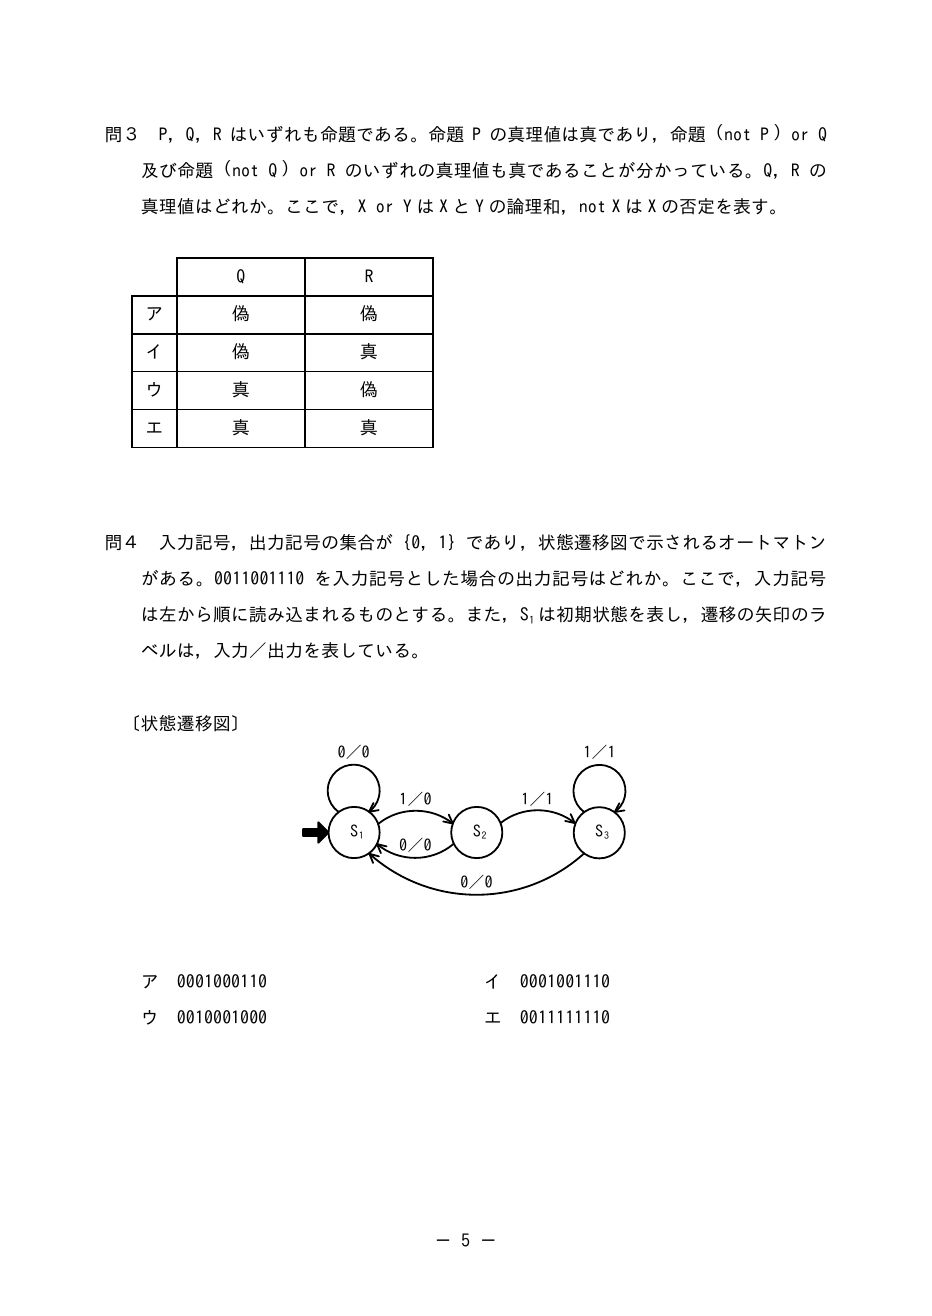 問3 P，Q，R はいずれも命題である。命題 P の真理値は真であり，命題（not P）or Q
及び命題（not Q）or R のいずれの真理値も真であることが分かっている。Q，R の
真理値はどれか。ここで，X or Y は X と Y の論理和，not X は X の否定を表す。
Q R
ア 偽 偽
イ 偽 真
ウ 真 偽
エ 真 真
問4 入力記号，出力記号の集合が {0，1} であり，状態遷移図で示されるオートマトン
がある。0011001110 を入力記号とした場合の出力記号はどれか。ここで，入力記号
は左から順に読み込まれるものとする。また，S₁は初期状態を表し，遷移の矢印のラ
ベルは，入力／出力を表している。
〔状態遷移図〕
0／0 1／1
1／0 1／1
S₁ S₂ S₃
0／0
0／0
ア 0001000110 イ 0001001110
ウ 0010001000 エ 0011111110
－ 5 －